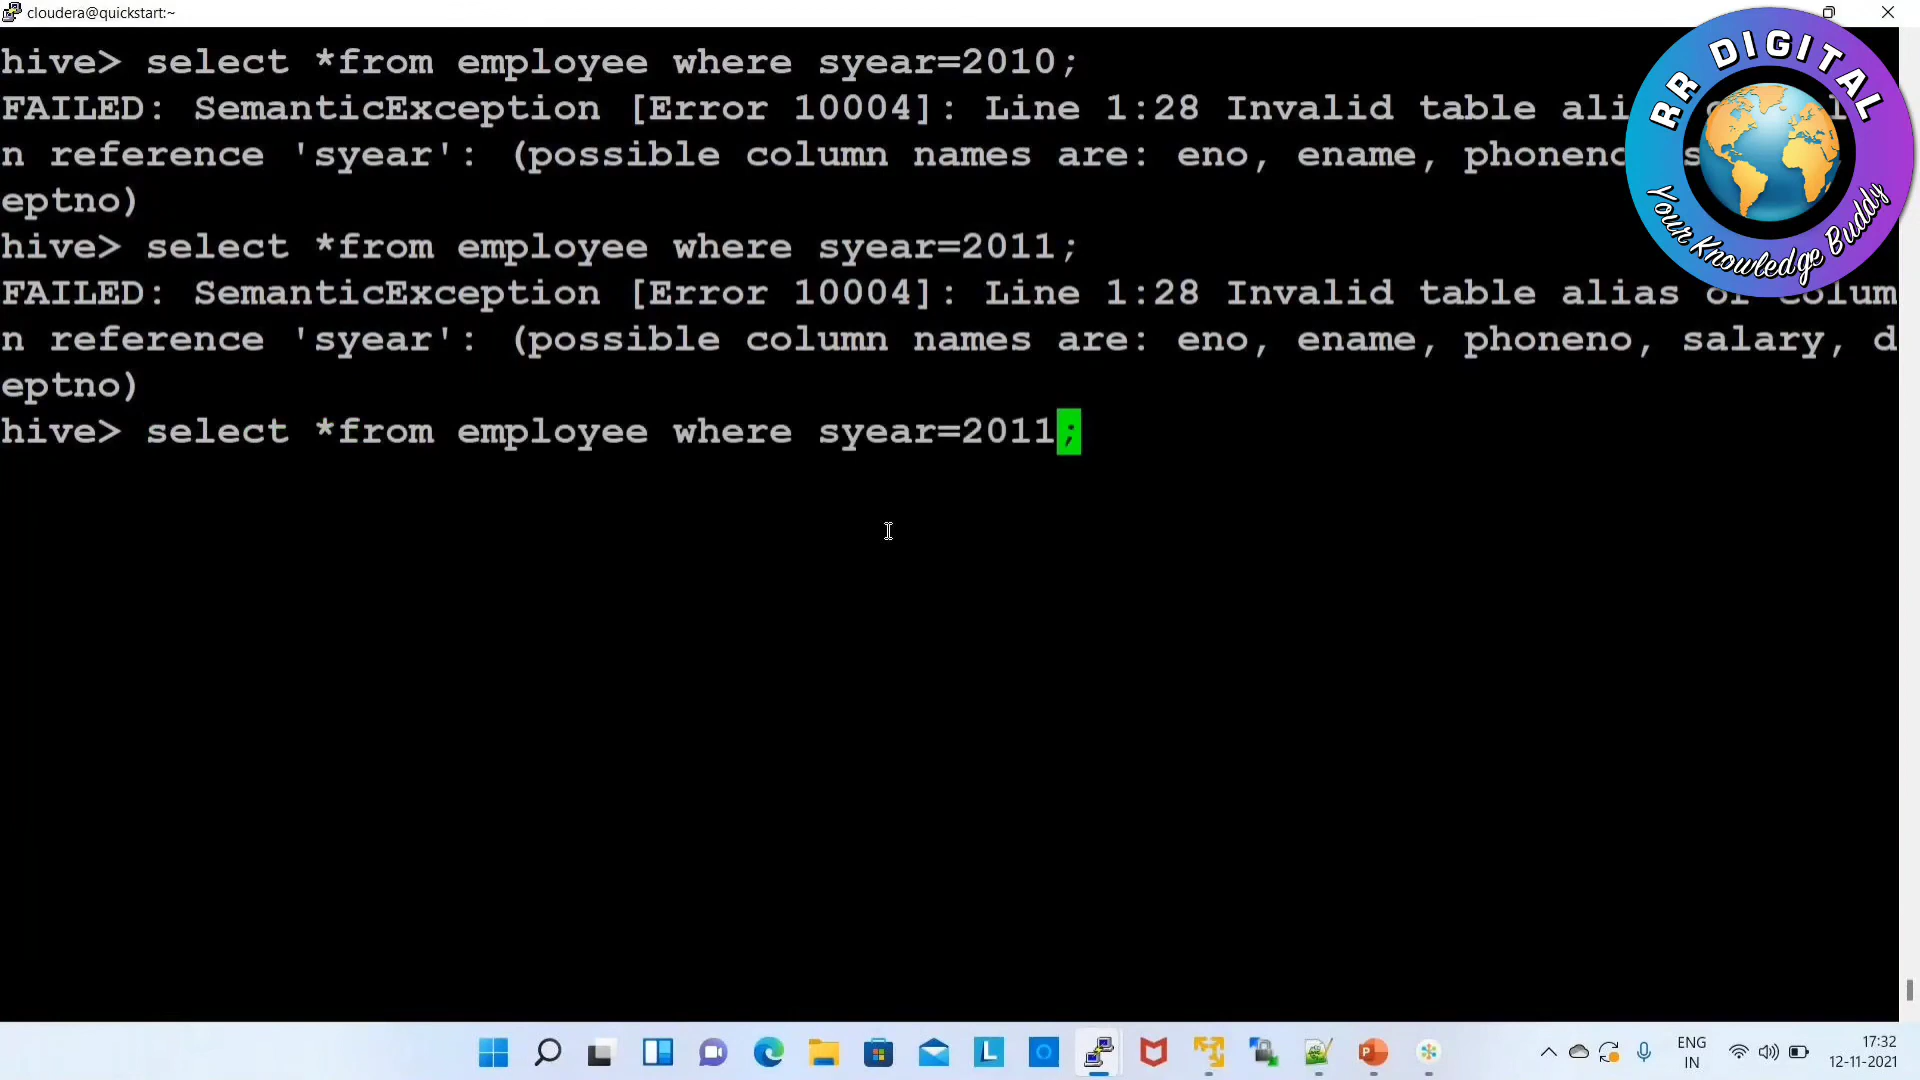 cloudera@quickstart:~
hive> select *from employee where syear=2010;
FAILED: SemanticException [Error 10004]: Line 1:28 Invalid table ali
n reference 'syear': (possible column names are: eno, ename, phoneno
eptno)
hive> select *from employee where syear=2011;
FAILED: SemanticException [Error 10004]: Line 1:28 Invalid table alias or colum
n reference 'syear': (possible column names are: eno, ename, phoneno, salary, d
eptno)
hive> select *from employee where syear=2011;
RR DIGITAL
Your Knowledge Buddy
ENG
IN
17:32
12-11-2021